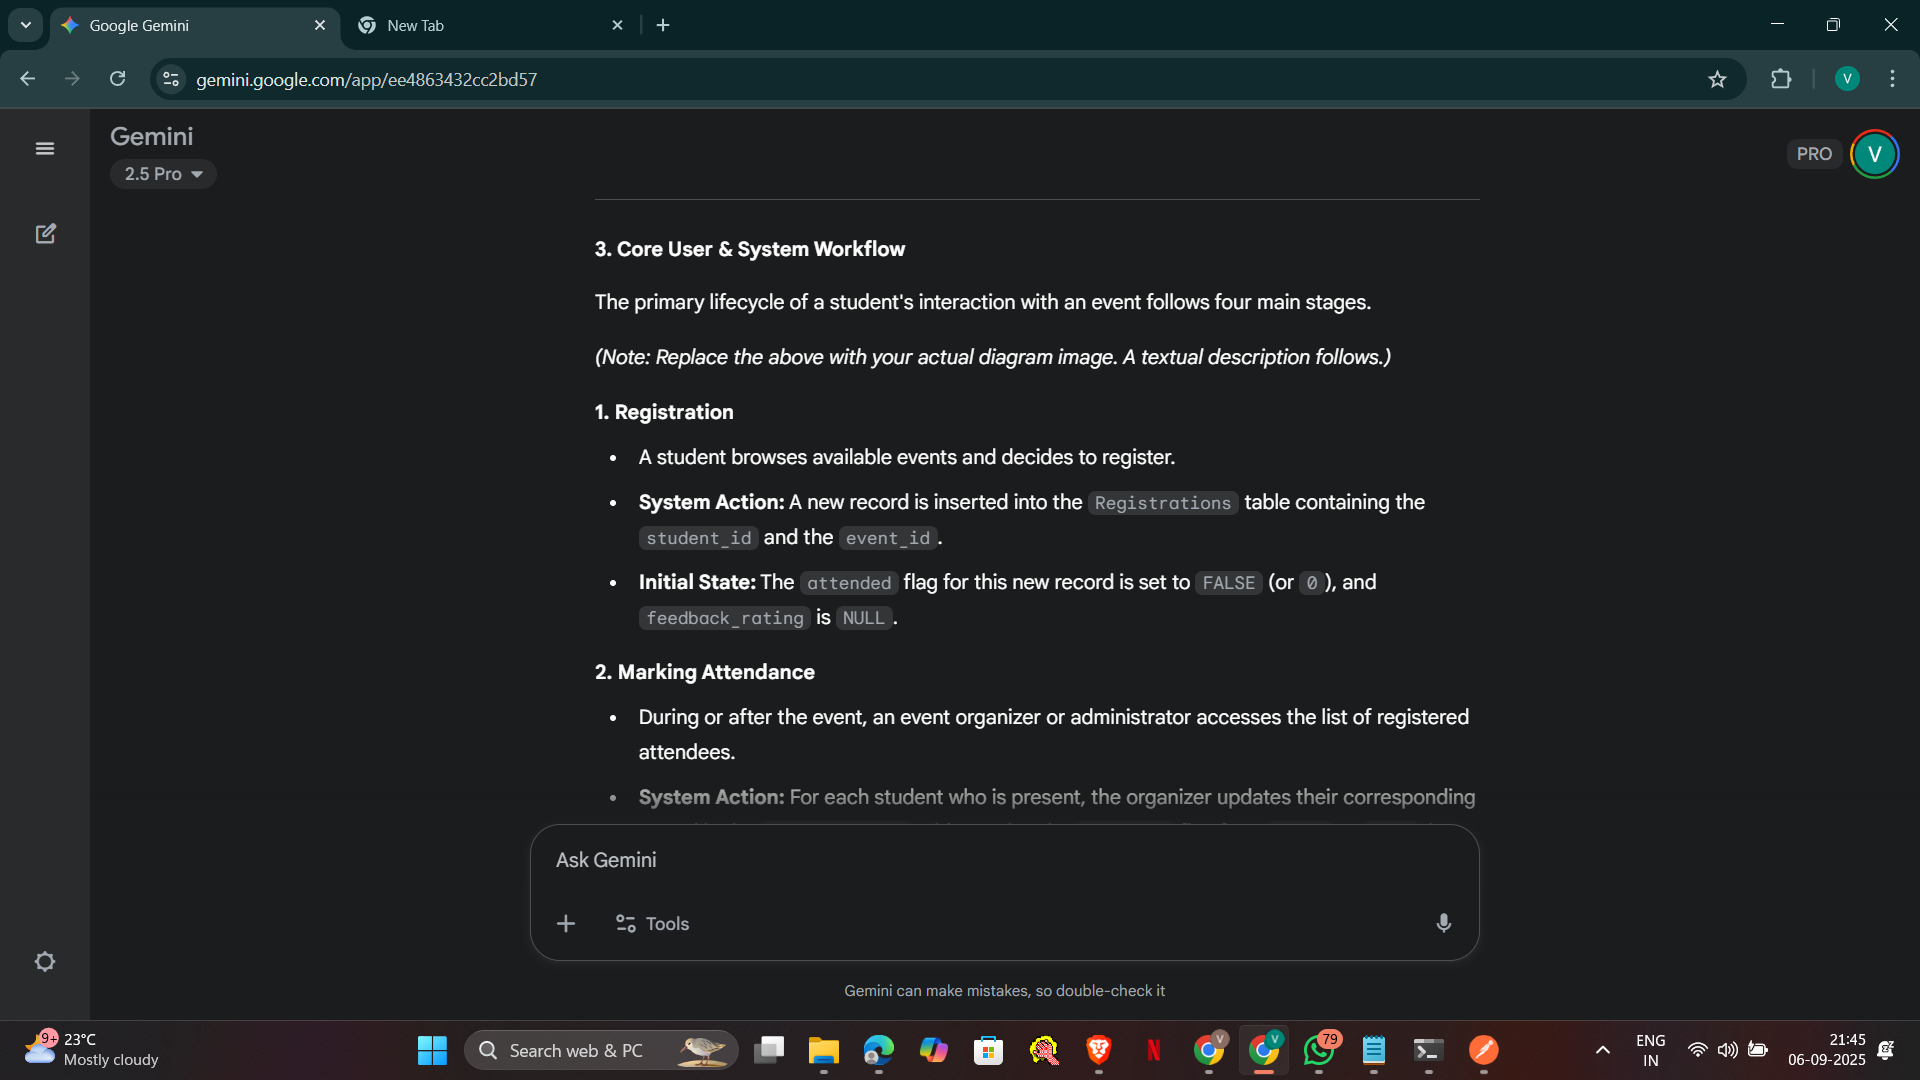 Google Gemini
New Tab
gemini.google.com/app/ee4863432cc2bd57
V
Gemini
2.5 Pro
PRO
V
3. Core User & System Workflow
The primary lifecycle of a student's interaction with an event follows four main stages.
(Note: Replace the above with your actual diagram image. A textual description follows.)
1. Registration
• A student browses available events and decides to register.
• System Action: A new record is inserted into the Registrations table containing the
student_id and the event_id.
• Initial State: The attended flag for this new record is set to FALSE (or 0), and
feedback_rating is NULL.
2. Marking Attendance
• During or after the event, an event organizer or administrator accesses the list of registered
attendees.
• System Action: For each student who is present, the organizer updates their corresponding
Ask Gemini
Tools
Gemini can make mistakes, so double-check it
9+
23°C
Mostly cloudy
Search web & PC
N
V
V
79
ENG
IN
21:45
06-09-2025